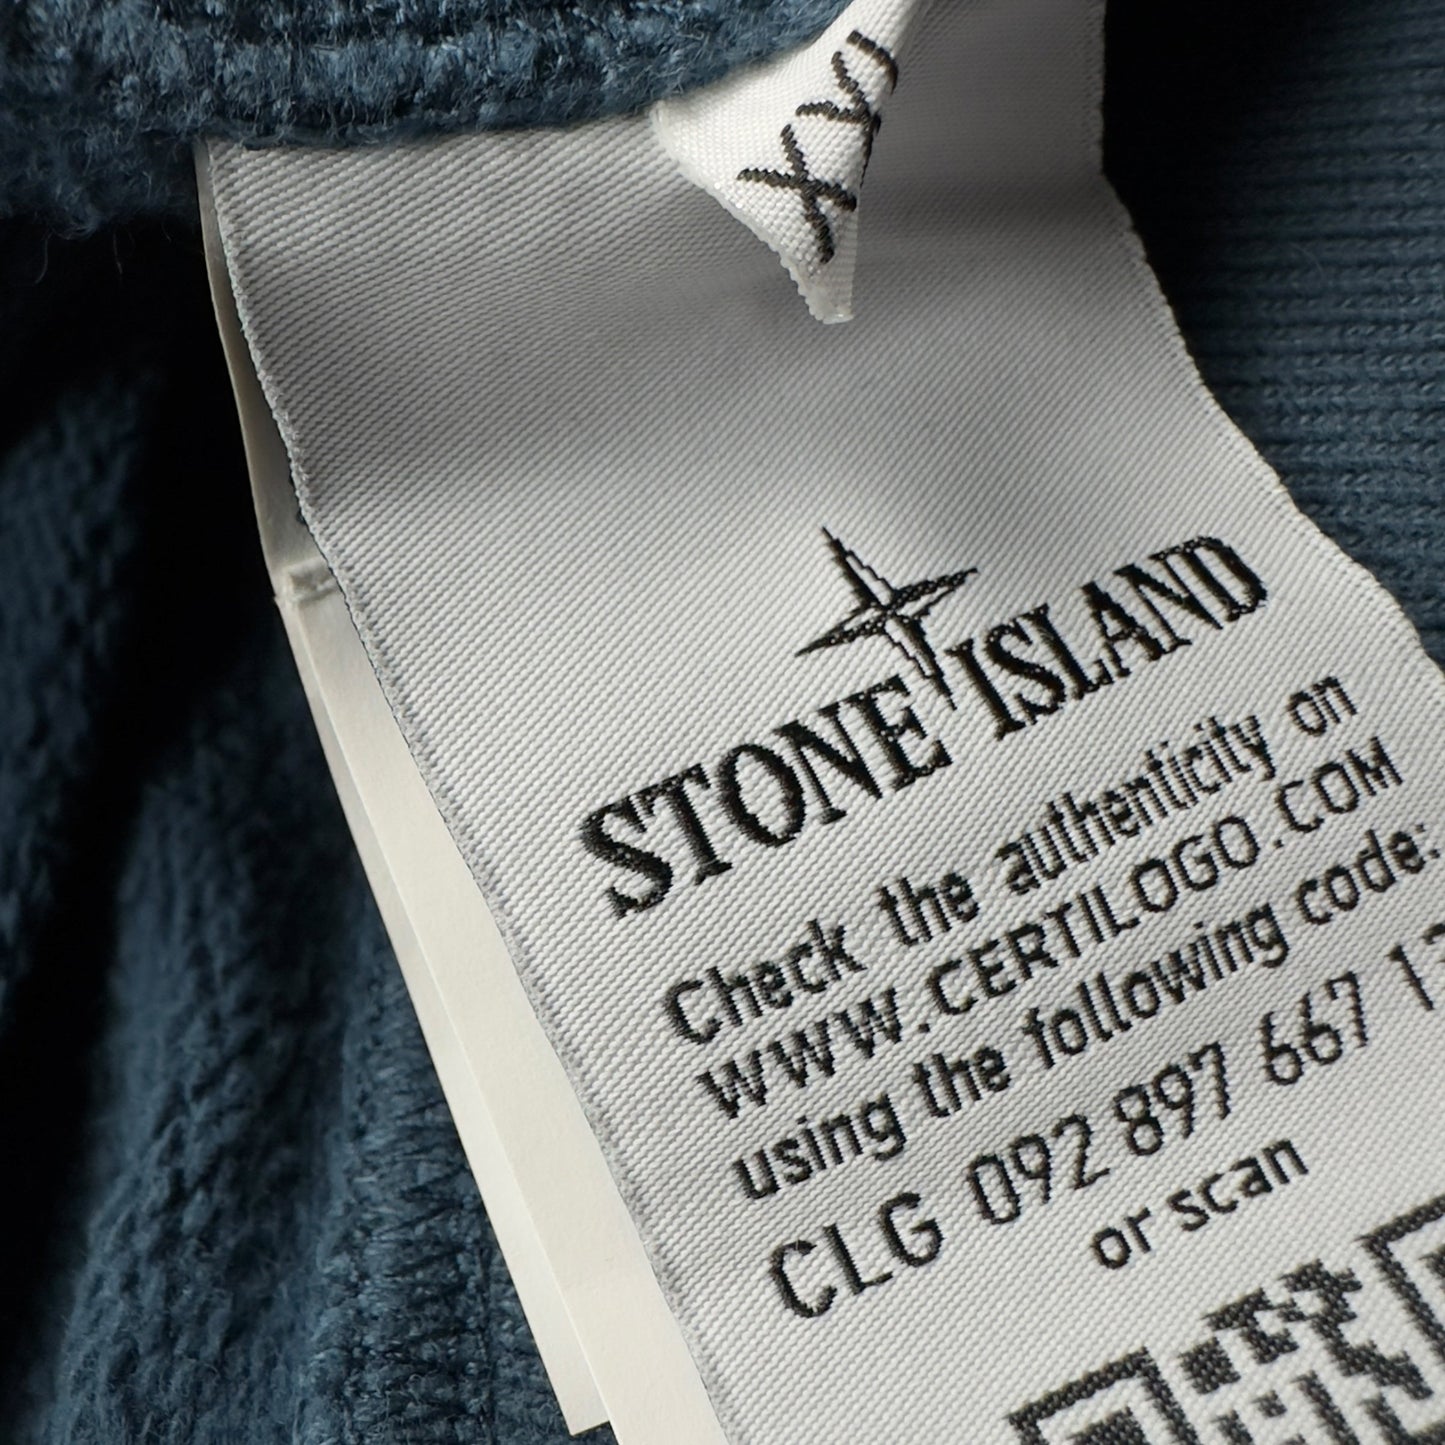 XXL
STONE ISLAND
Check the authenticity on
WWW.CERTILOGO.COM
using the following code:
CLG 092 897 667 1
or scan